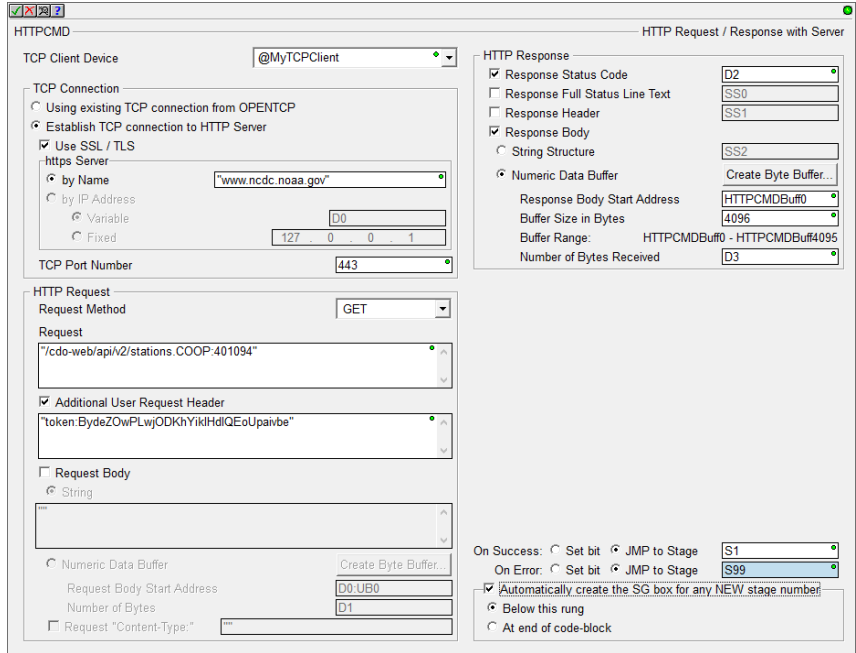 HTTPCMD
HTTP Request / Response with Server
TCP Client Device
@MyTCPClient
TCP Connection
Using existing TCP connection from OPENTCP
Establish TCP connection to HTTP Server
Use SSL / TLS
https Server
by Name
"www.ncdc.noaa.gov"
by IP Address
Variable
D0
Fixed
127 . 0 . 0 . 1
TCP Port Number
443
HTTP Request
Request Method
GET
Request
"/cdo-web/api/v2/stations.COOP:401094"
Additional User Request Header
"token:BydeZOwPLwjODKhYiklHdlQEoUpaivbe"
Request Body
String
""
Numeric Data Buffer
Create Byte Buffer...
Request Body Start Address
D0:UB0
Number of Bytes
D1
Request "Content-Type:"
""
HTTP Response
Response Status Code
D2
Response Full Status Line Text
SS0
Response Header
SS1
Response Body
String Structure
SS2
Numeric Data Buffer
Create Byte Buffer...
Response Body Start Address
HTTPCMDBuff0
Buffer Size in Bytes
4096
Buffer Range:
HTTPCMDBuff0 - HTTPCMDBuff4095
Number of Bytes Received
D3
On Success:
Set bit
JMP to Stage
S1
On Error:
Set bit
JMP to Stage
S99
Automatically create the SG box for any NEW stage number
Below this rung
At end of code-block